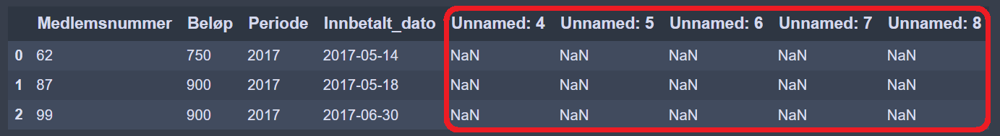 Medlemsnummer Beløp Periode Innbetalt_dato Unnamed: 4 Unnamed: 5 Unnamed: 6 Unnamed: 7 Unnamed: 8
0 62 750 2017 2017-05-14 NaN NaN NaN NaN NaN
1 87 900 2017 2017-05-18 NaN NaN NaN NaN NaN
2 99 900 2017 2017-06-30 NaN NaN NaN NaN NaN